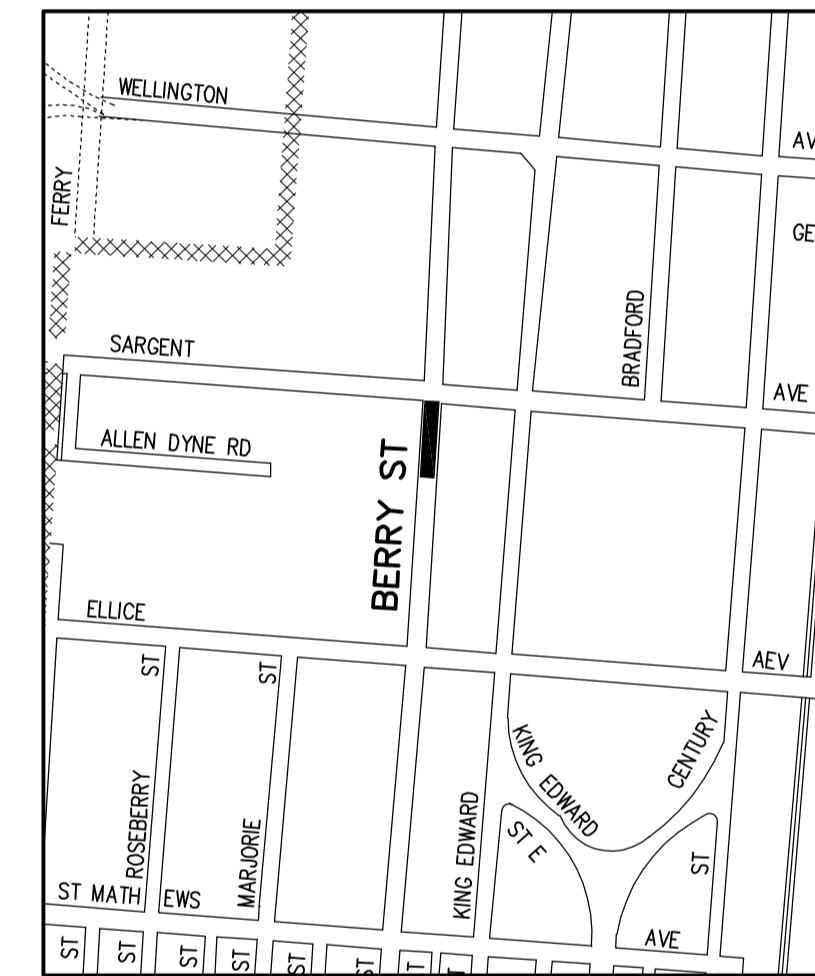 WELLINGTON
AV
FERRY
GE
BRADFORD
SARGENT
AVE
ALLEN DYNE RD
BERRY ST
ELLICE
AEV
ST
ST
ROSEBERRY
MARJORIE
KING EDWARD
KING EDWARD
ST E
CENTURY
ST
ST MATH EWS
AVE
ST
ST
ST
ST
ST
ST
T
T